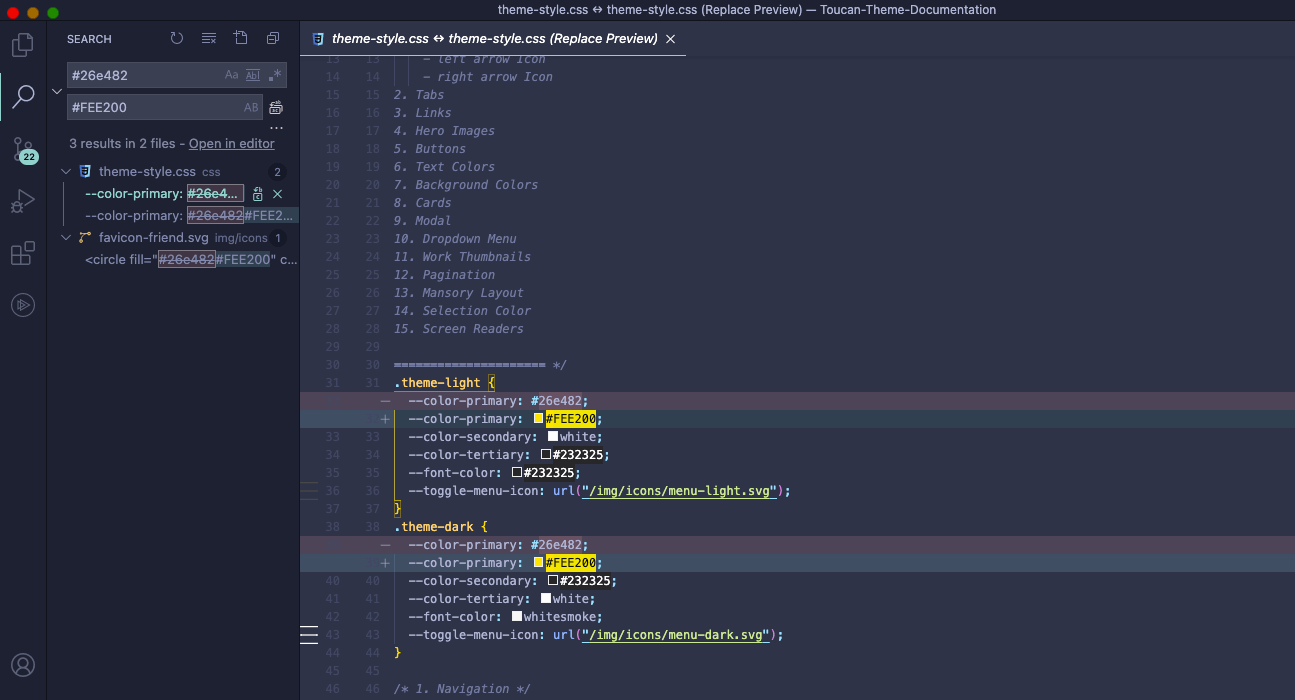 theme-style.css ↔ theme-style.css (Replace Preview) — Toucan-Theme-Documentation
SEARCH
#26e482
Aa Abl .*
#FEE200
AB
...
3 results in 2 files - Open in editor
theme-style.css css 2
--color-primary: #26e4...
--color-primary: #26e482#FEE2...
favicon-friend.svg img/icons 1
<circle fill="#26e482#FEE200" c...
22
theme-style.css ↔ theme-style.css (Replace Preview)
13 13 - left arrow Icon
14 14 - right arrow Icon
15 15 2. Tabs
16 16 3. Links
17 17 4. Hero Images
18 18 5. Buttons
19 19 6. Text Colors
20 20 7. Background Colors
21 21 8. Cards
22 22 9. Modal
23 23 10. Dropdown Menu
24 24 11. Work Thumbnails
25 25 12. Pagination
26 26 13. Mansory Layout
27 27 14. Selection Color
28 28 15. Screen Readers
29 29
30 30 ===================== */
31 31 .theme-light {
— --color-primary: #26e482;
+ --color-primary: #FEE200;
33 33 --color-secondary: white;
34 34 --color-tertiary: #232325;
35 35 --font-color: #232325;
36 36 --toggle-menu-icon: url("/img/icons/menu-light.svg");
37 37 }
38 38 .theme-dark {
— --color-primary: #26e482;
+ --color-primary: #FEE200;
40 40 --color-secondary: #232325;
41 41 --color-tertiary: white;
42 42 --font-color: whitesmoke;
43 43 --toggle-menu-icon: url("/img/icons/menu-dark.svg");
44 44 }
45 45
46 46 /* 1. Navigation */